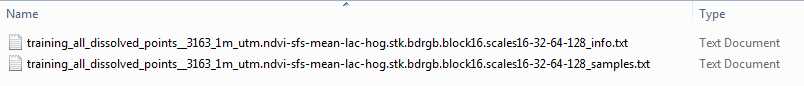 Name Type
training_all_dissolved_points__3163_1m_utm.ndvi-sfs-mean-lac-hog.stk.bdrgb.block16.scales16-32-64-128_info.txt Text Document
training_all_dissolved_points__3163_1m_utm.ndvi-sfs-mean-lac-hog.stk.bdrgb.block16.scales16-32-64-128_samples.txt Text Document